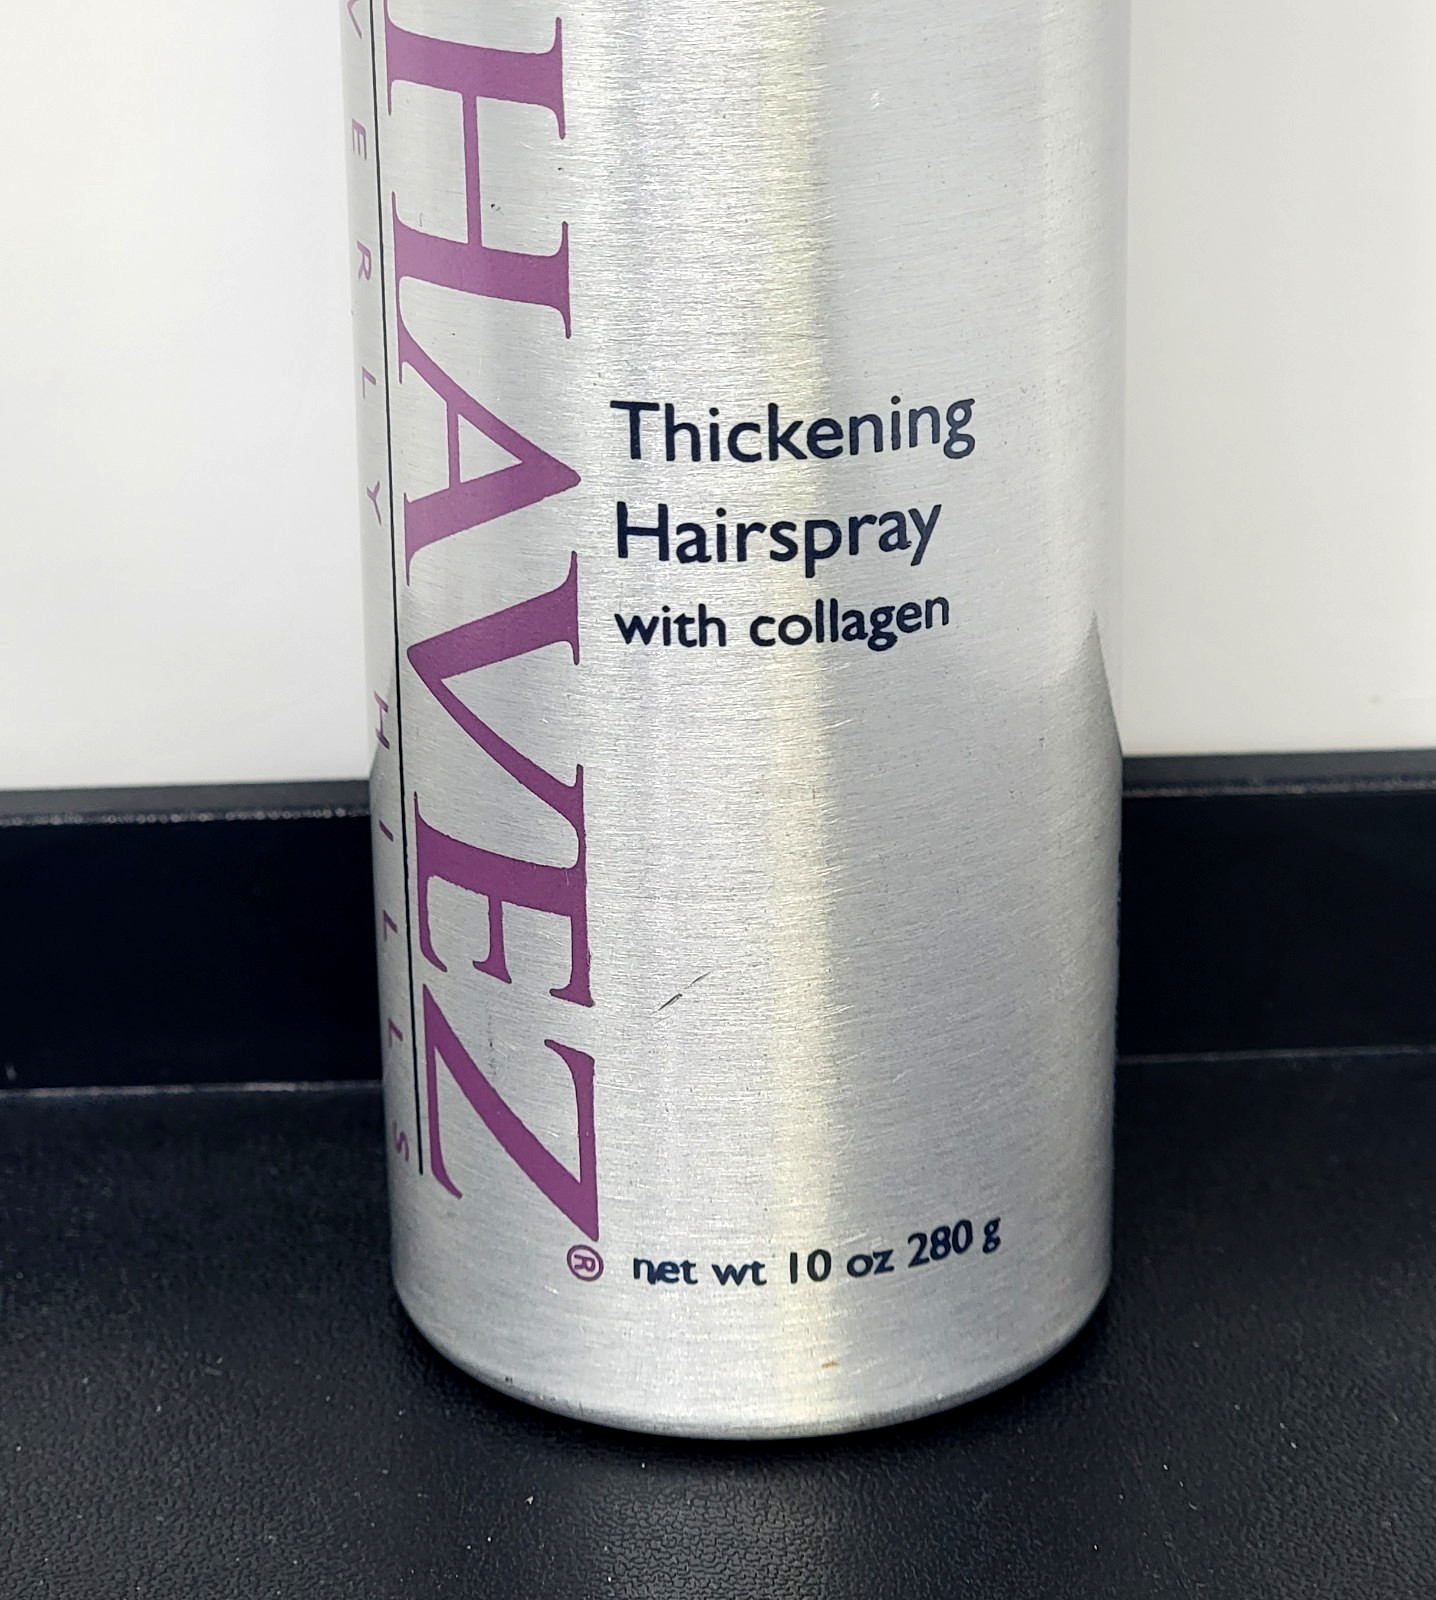 HAVEZ®
VERLY HILLS
Thickening
Hairspray
with collagen
net wt 10 oz 280 g